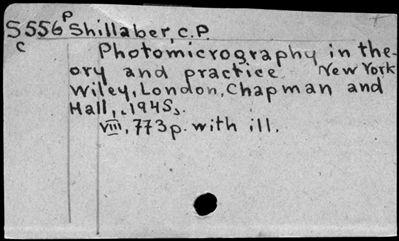 S556P Shillaber, C.P.
C Photomicrography in the-
ory and practice New York
Wiley, London, Chapman and
Hall, 1945.
VIII, 773p. with ill.